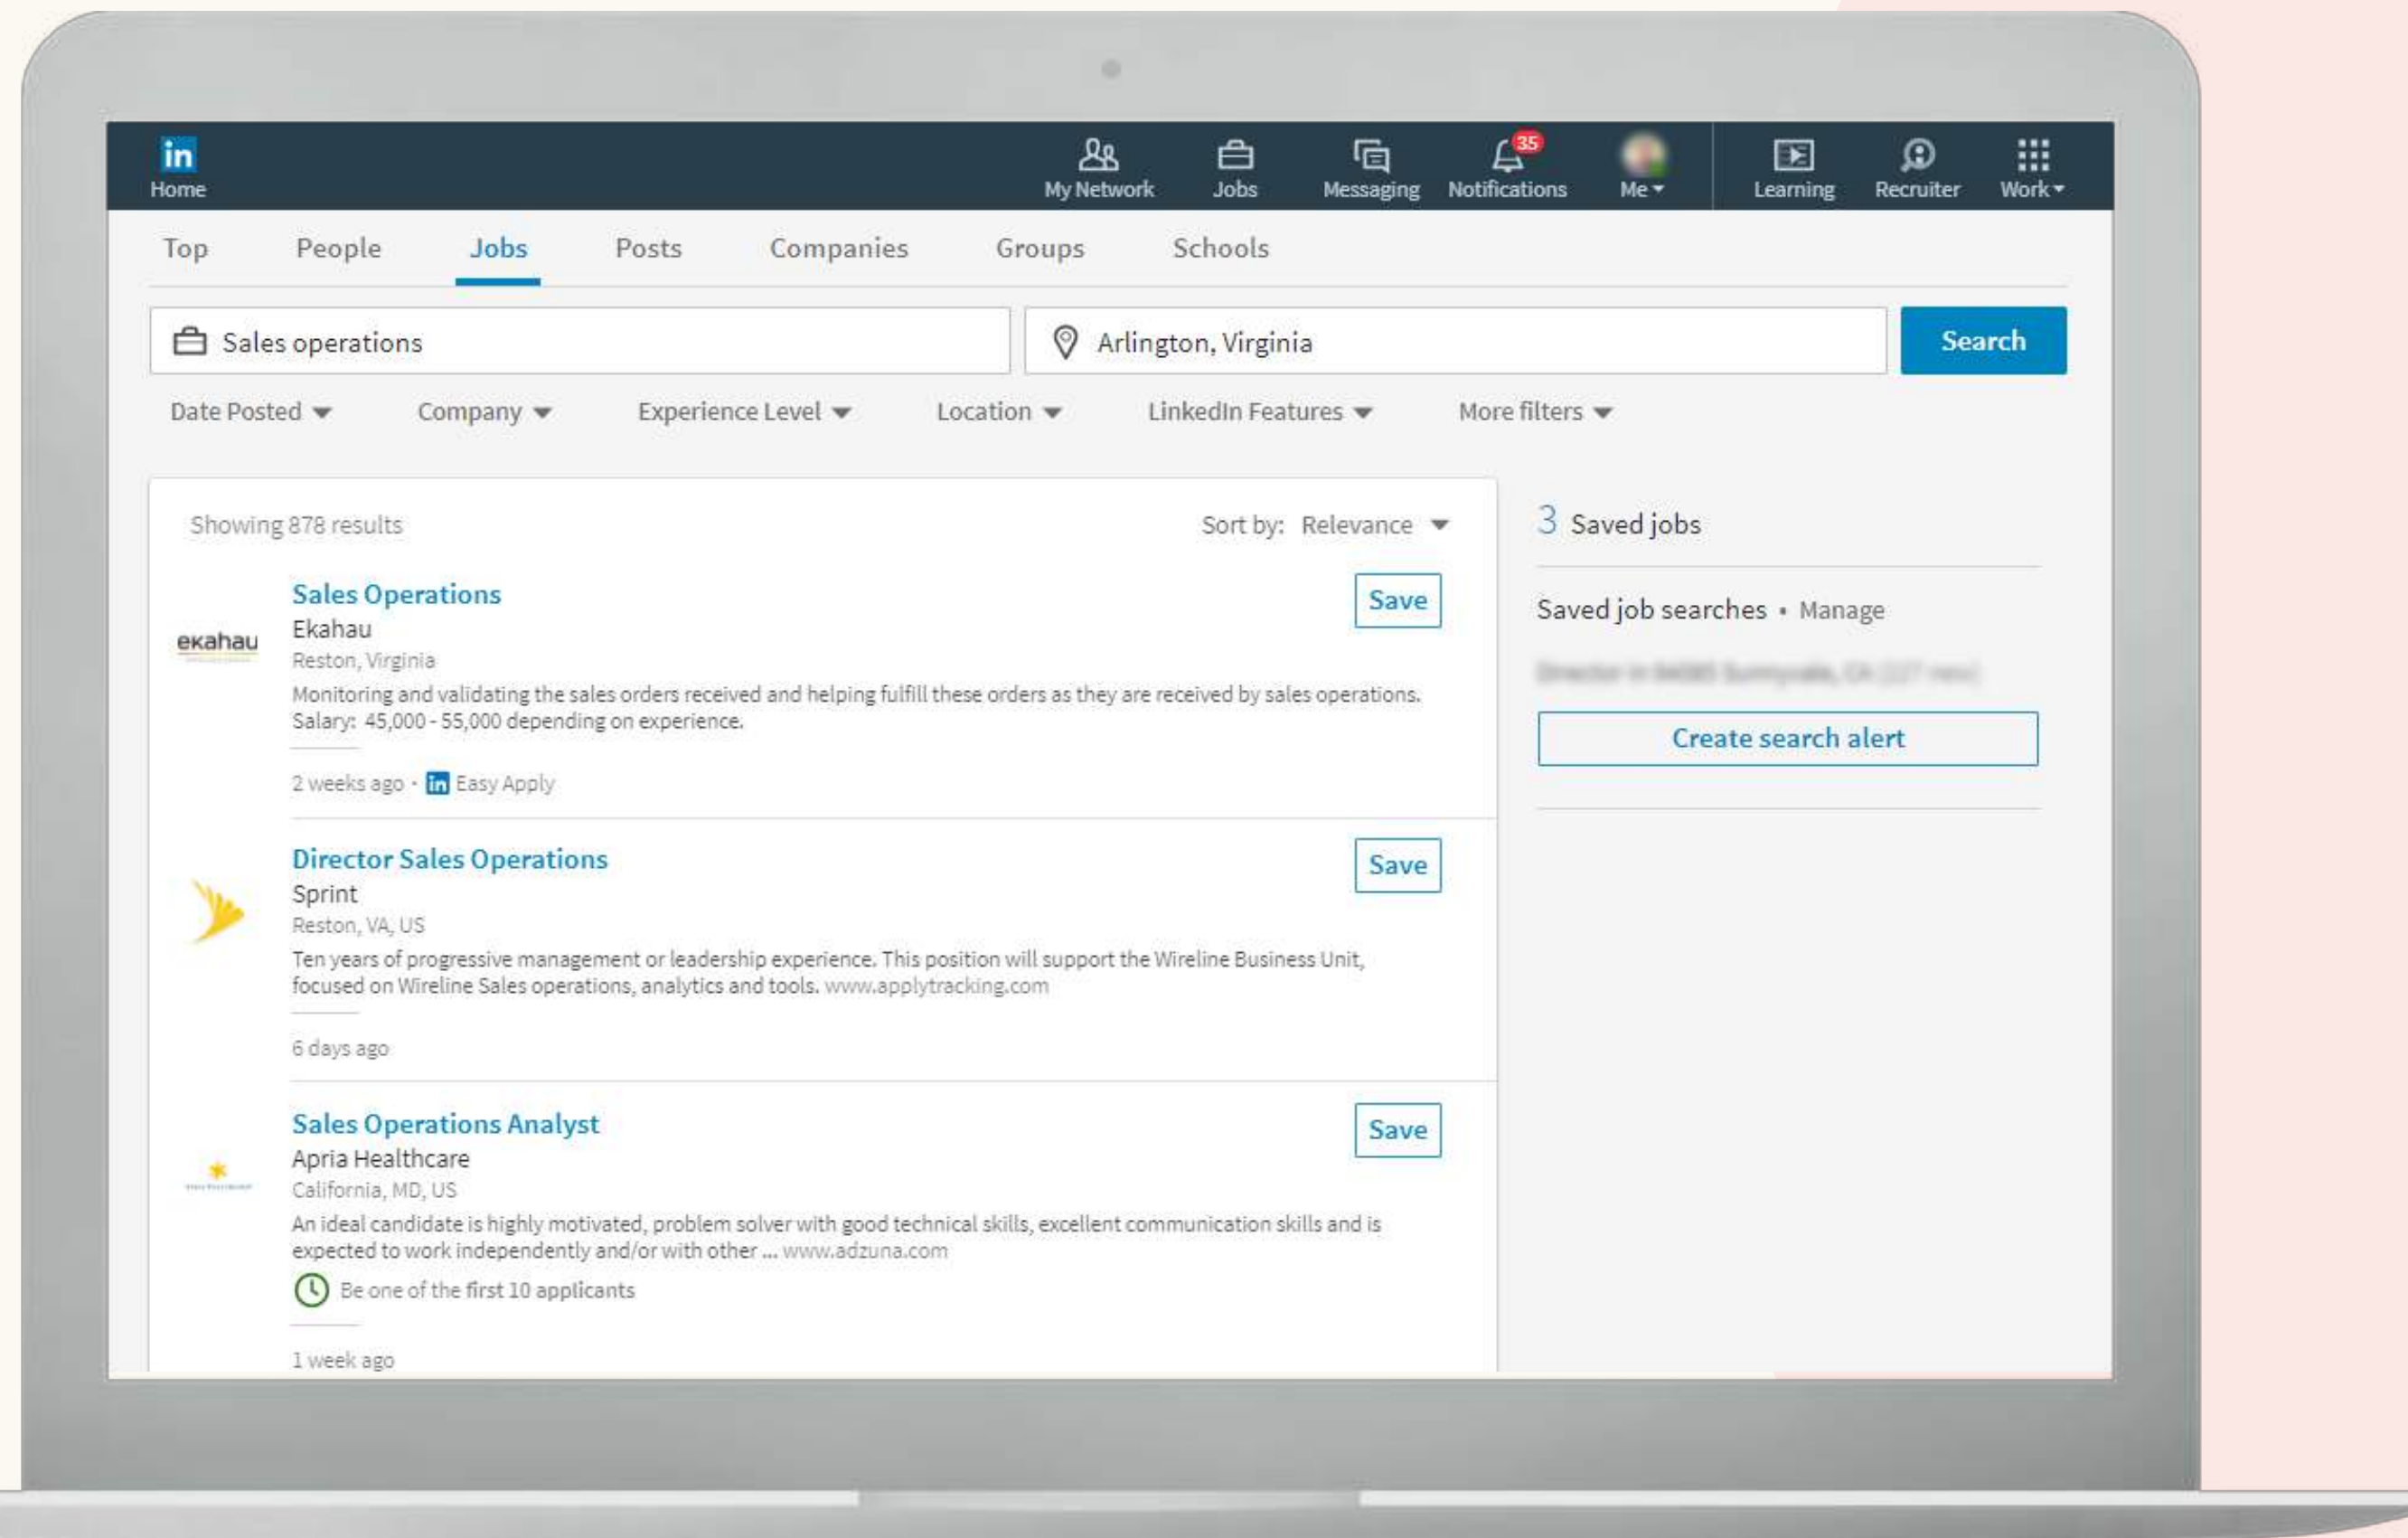 in
Home
My Network
Jobs
Messaging
35
Notifications
Me
Learning
Recruiter
Work
Top People Jobs Posts Companies Groups Schools
Sales operations
Arlington, Virginia
Search
Date Posted Company Experience Level Location LinkedIn Features More filters
Showing 878 results
Sort by: Relevance
ekahau
Sales Operations
Save
Ekahau
Reston, Virginia
Monitoring and validating the sales orders received and helping fulfill these orders as they are received by sales operations.
Salary: 45,000 - 55,000 depending on experience.
2 weeks ago · in Easy Apply
Director Sales Operations
Save
Sprint
Reston, VA, US
Ten years of progressive management or leadership experience. This position will support the Wireline Business Unit,
focused on Wireline Sales operations, analytics and tools. www.applytracking.com
6 days ago
Sales Operations Analyst
Save
Apria Healthcare
California, MD, US
An ideal candidate is highly motivated, problem solver with good technical skills, excellent communication skills and is
expected to work independently and/or with other ... www.adzuna.com
Be one of the first 10 applicants
1 week ago
3 Saved jobs
Saved job searches • Manage
Create search alert